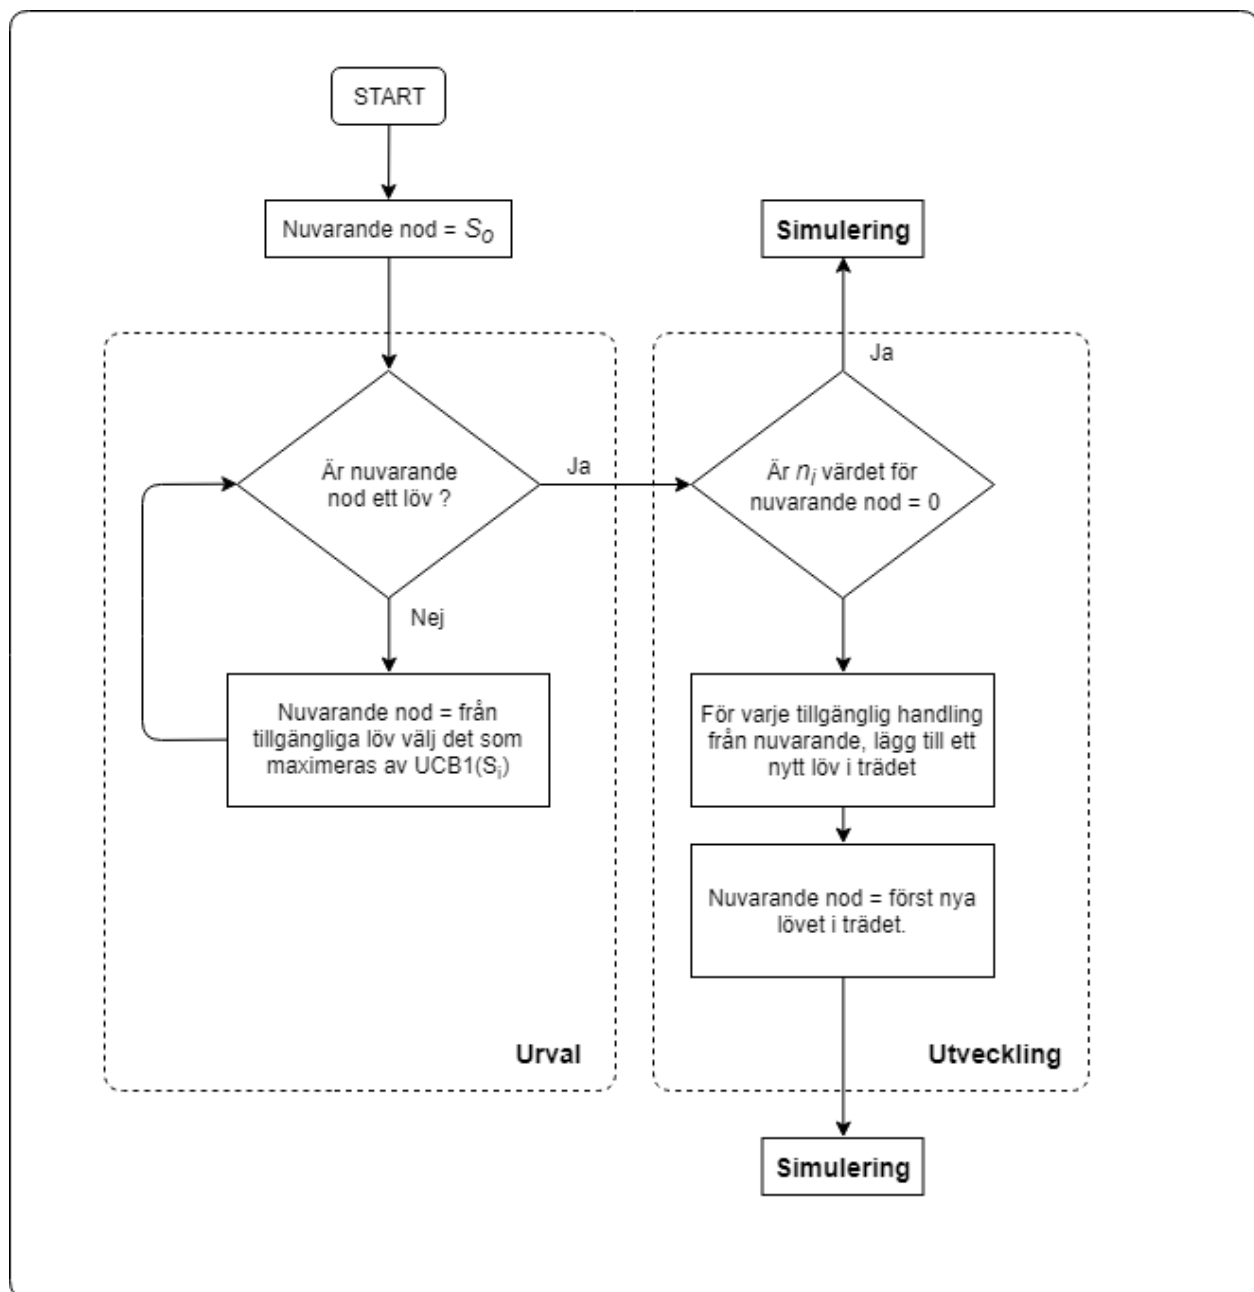 START
Nuvarande nod = S₀
Är nuvarande
nod ett löv ?
Ja
Nej
Nuvarande nod = från
tillgängliga löv välj det som
maximeras av UCB1(Sᵢ)
Urval
Simulering
Ja
Är nᵢ värdet för
nuvarande nod = 0
För varje tillgänglig handling
från nuvarande, lägg till ett
nytt löv i trädet
Nuvarande nod = först nya
lövet i trädet.
Utveckling
Simulering